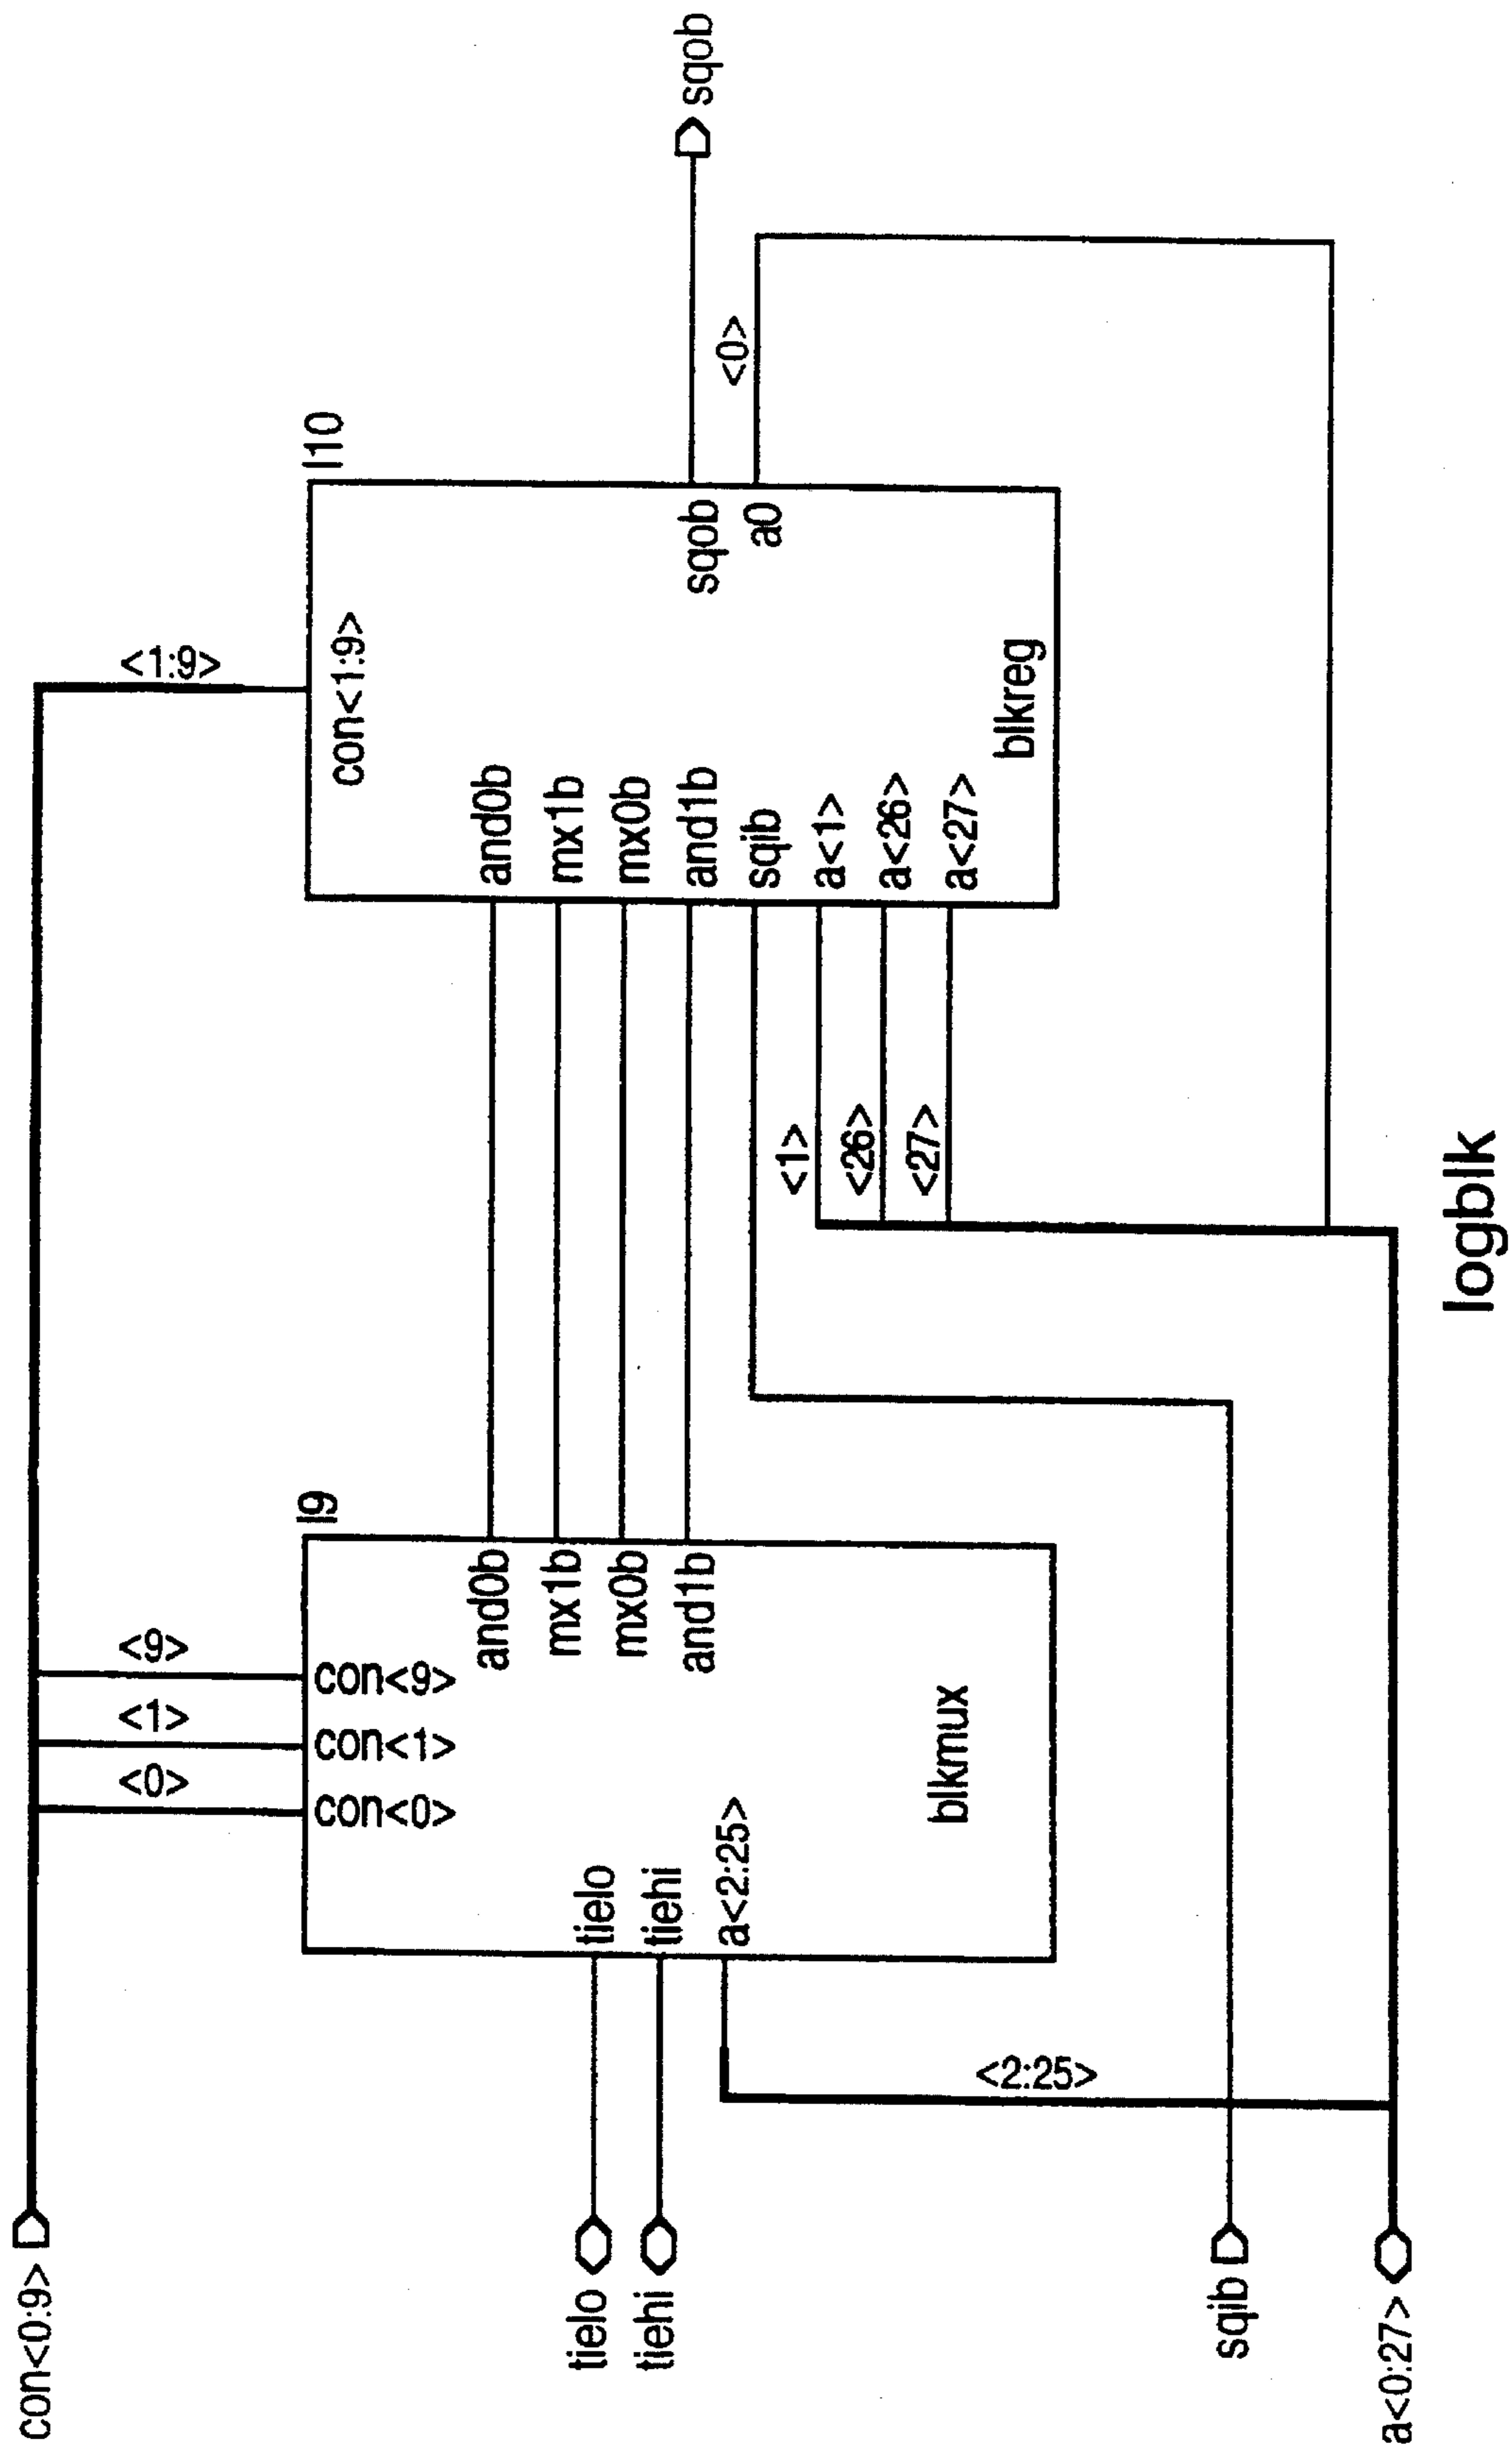 con<0:9>
<0>
<1>
<9>
<1:9>
I9
I10
con<0>
con<1>
con<9>
con<1:9>
tielo
tielo
and0b
and0b
tiehi
tiehi
mx1b
mx1b
mx0b
mx0b
and1b
and1b
sqob
sqob
a<2:25>
sqib
a0
<0>
<1>
a<1>
<26>
a<26>
<27>
a<27>
blkmux
blkreg
<2:25>
sqib
a<0:27>
logblk